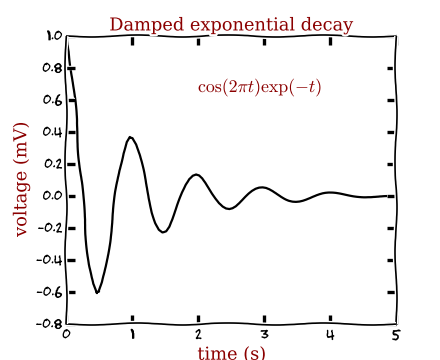 Damped exponential decay
1.0
0.8
0.6
0.4
0.2
0.0
-0.2
-0.4
-0.6
-0.8
cos(2πt)exp(−t)
voltage (mV)
0 1 2 3 4 5
time (s)